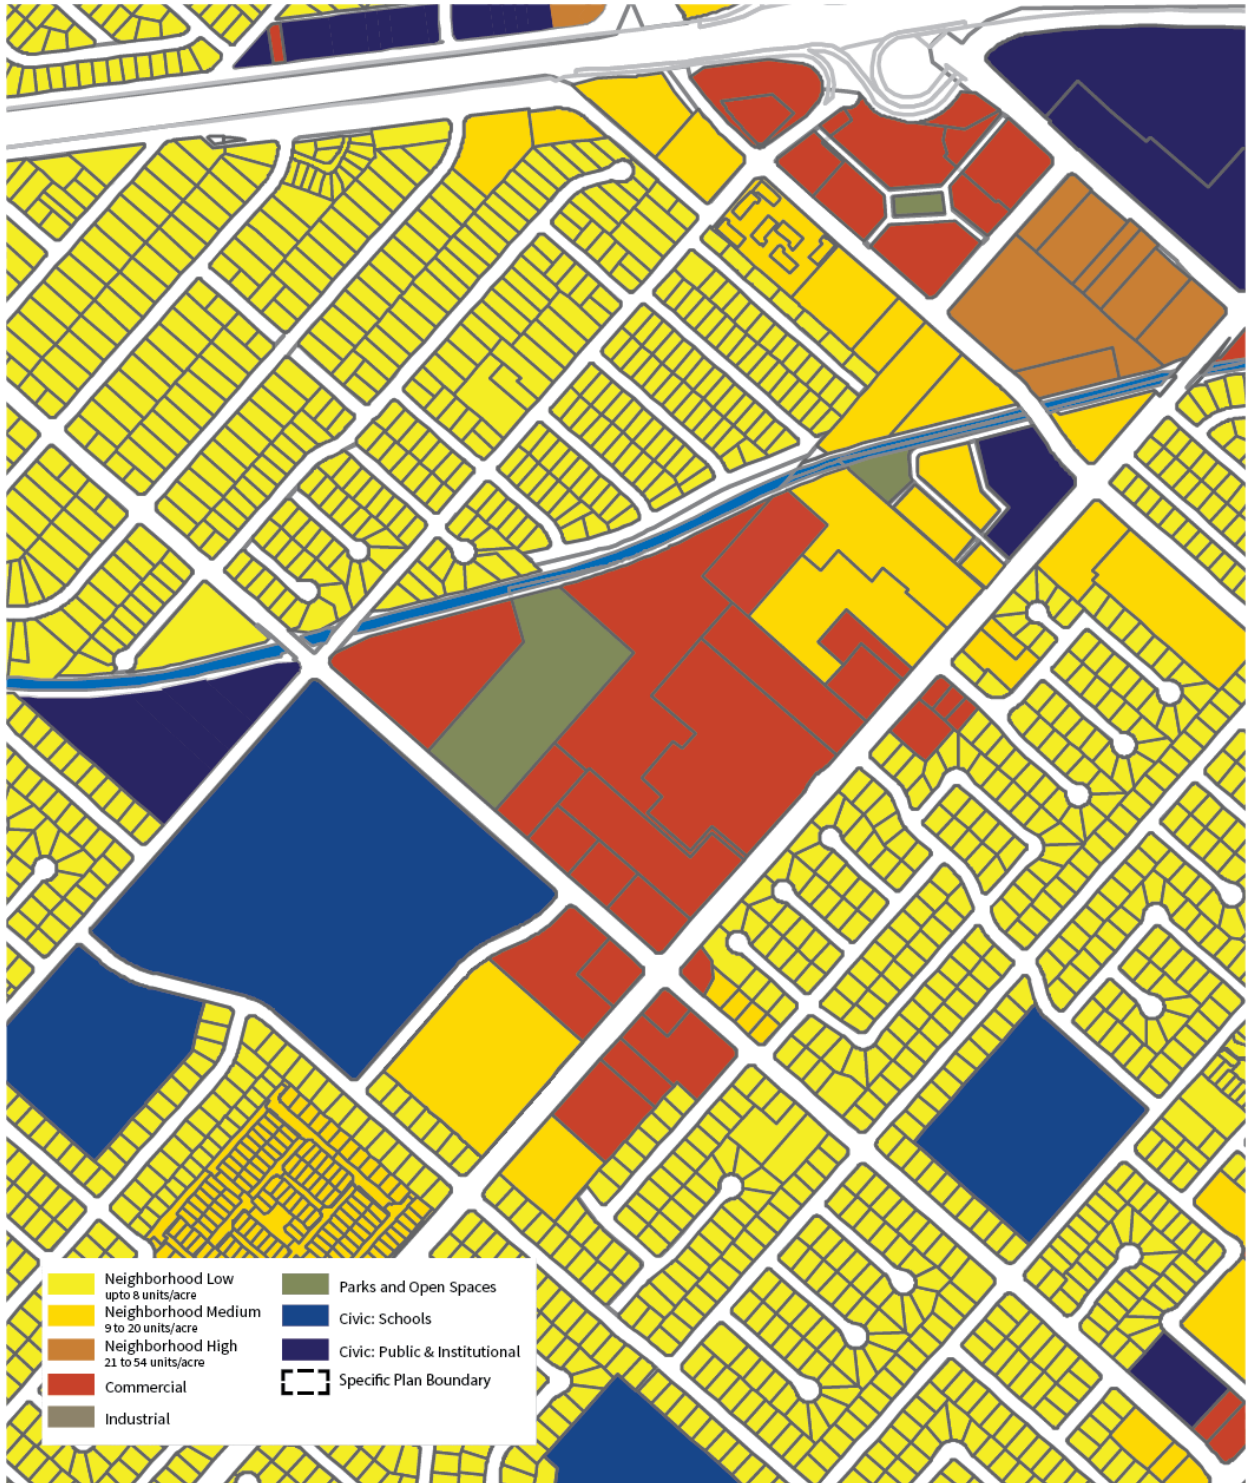 Neighborhood Low
upto 8 units/acre
Neighborhood Medium
9 to 20 units/acre
Neighborhood High
21 to 54 units/acre
Commercial
Industrial
Parks and Open Spaces
Civic: Schools
Civic: Public & Institutional
Specific Plan Boundary